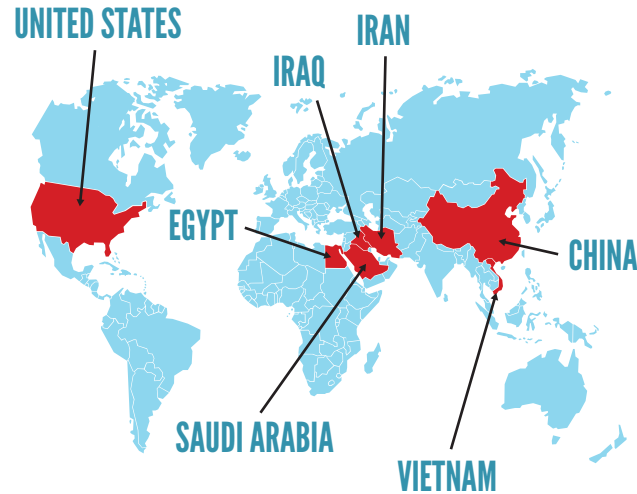 UNITED STATES
IRAN
IRAQ
EGYPT
CHINA
SAUDI ARABIA
VIETNAM